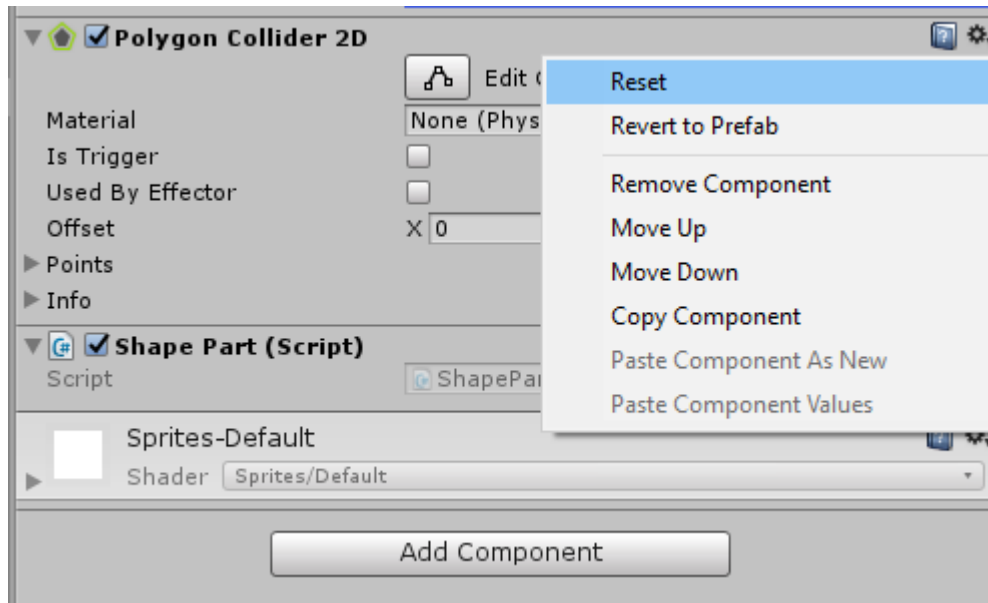 Polygon Collider 2D
Edit
Reset
Material
None (Phys
Revert to Prefab
Is Trigger
Used By Effector
Remove Component
Offset
X 0
Move Up
Points
Move Down
Info
Copy Component
Shape Part (Script)
Paste Component As New
Script
ShapePar
Paste Component Values
Sprites-Default
Shader Sprites/Default
Add Component